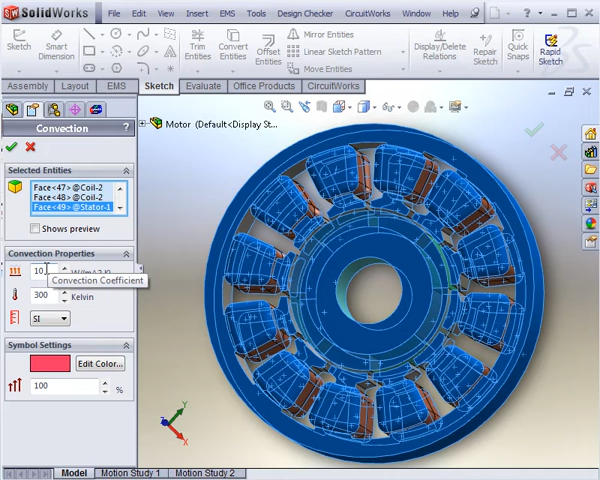 SW SolidWorks File Edit View Insert EMS Tools Design Checker CircuitWorks Window Help
Sketch Smart Dimension Trim Entities Convert Entities Offset Entities Mirror Entities Linear Sketch Pattern Move Entities Display/Delete Relations Repair Sketch Quick Snaps Rapid Sketch
Assembly Layout EMS Sketch Evaluate Office Products CircuitWorks
Motor (Default<Display St...
Convection ?
Selected Entities
Face<47> @Coil-2
Face<48> @Coil-2
Face<49> @Stator-1
Shows preview
Convection Properties
10
Convection Coefficient
300 Kelvin
SI
Symbol Settings
Edit Color...
100 %
Y
Z
X
Model Motion Study 1 Motion Study 2